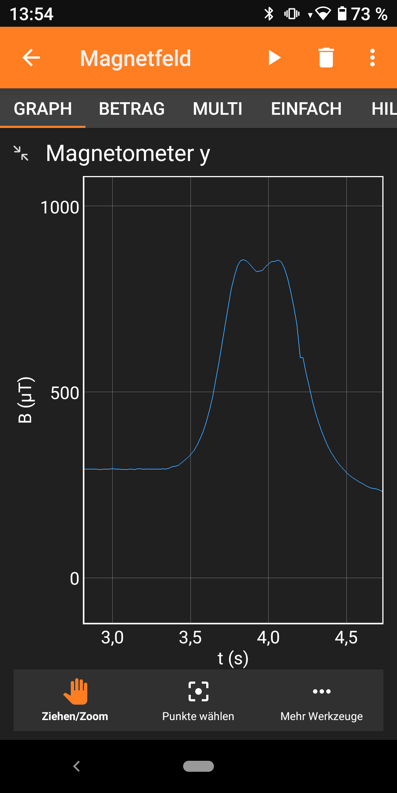 13:54
73 %
Magnetfeld
GRAPH BETRAG MULTI EINFACH HIL
Magnetometer y
1000
500
0
B (µT)
3,0 3,5 4,0 4,5
t (s)
Ziehen/Zoom Punkte wählen Mehr Werkzeuge